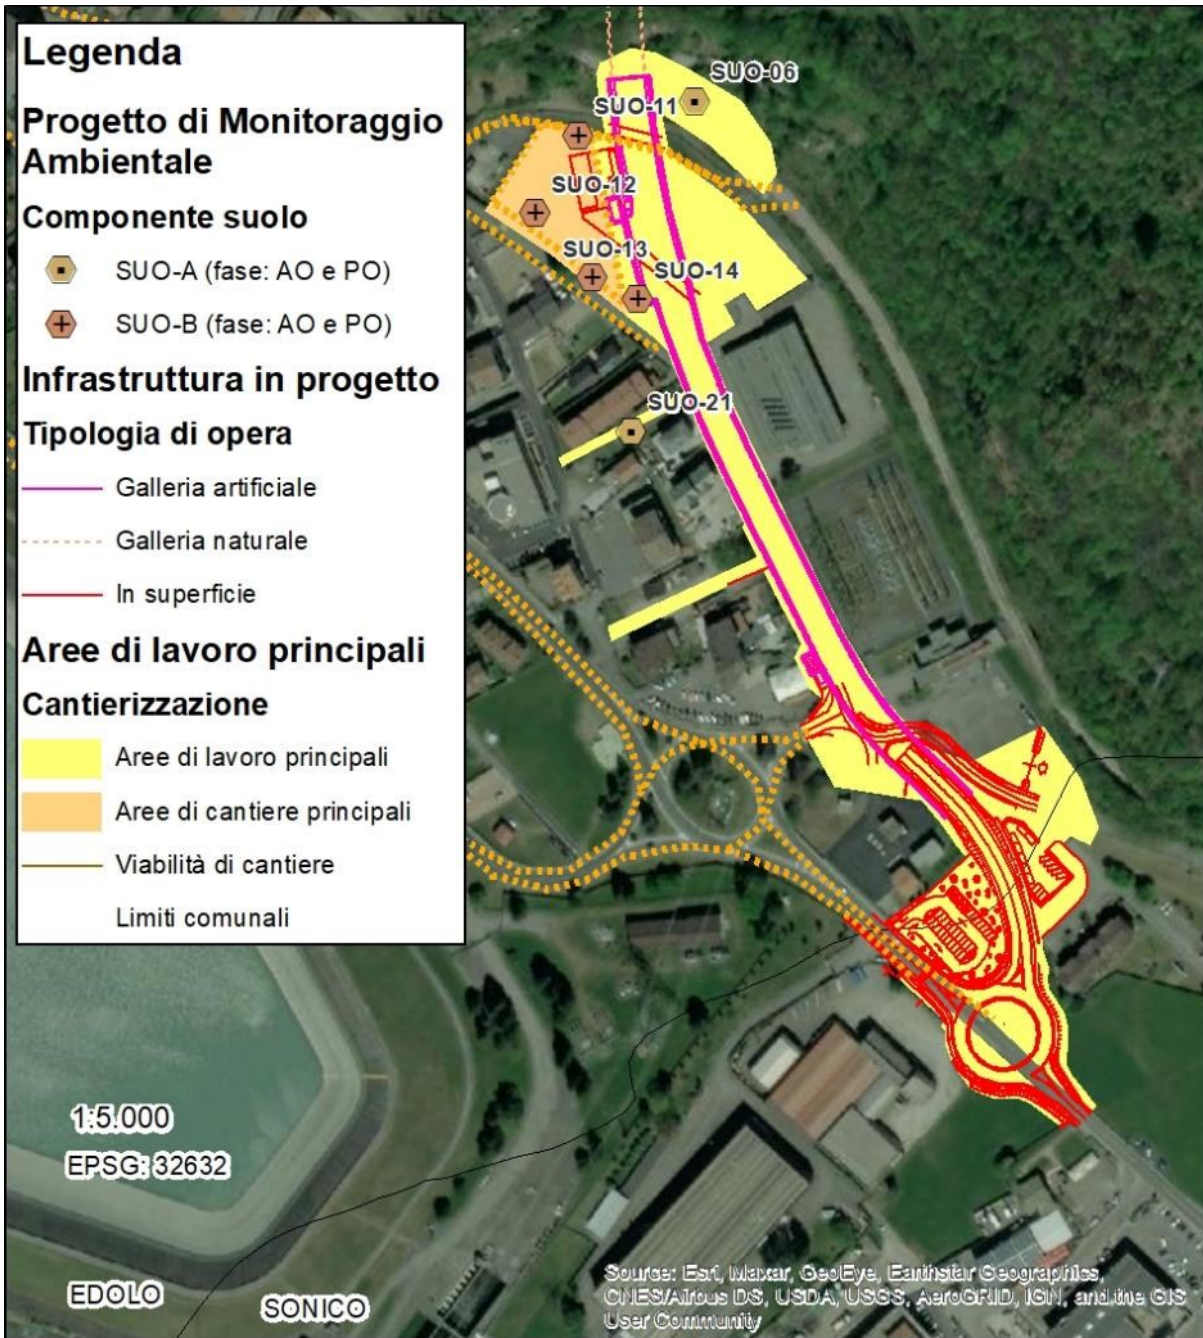 Legenda
Progetto di Monitoraggio
Ambientale
Componente suolo
SUO-A (fase: AO e PO)
SUO-B (fase: AO e PO)
Infrastruttura in progetto
Tipologia di opera
Galleria artificiale
Galleria naturale
In superficie
Aree di lavoro principali
Cantierizzazione
Aree di lavoro principali
Aree di cantiere principali
Viabilità di cantiere
Limiti comunali
SUO-06
SUO-11
SUO-12
SUO-13
SUO-14
SUO-21
1:5.000
EPSG: 32632
EDOLO
SONICO
Source: Esri, Maxar, GeoEye, Earthstar Geographics,
CNES/Airbus DS, USDA, USGS, AeroGRID, IGN, and the GIS
User Community